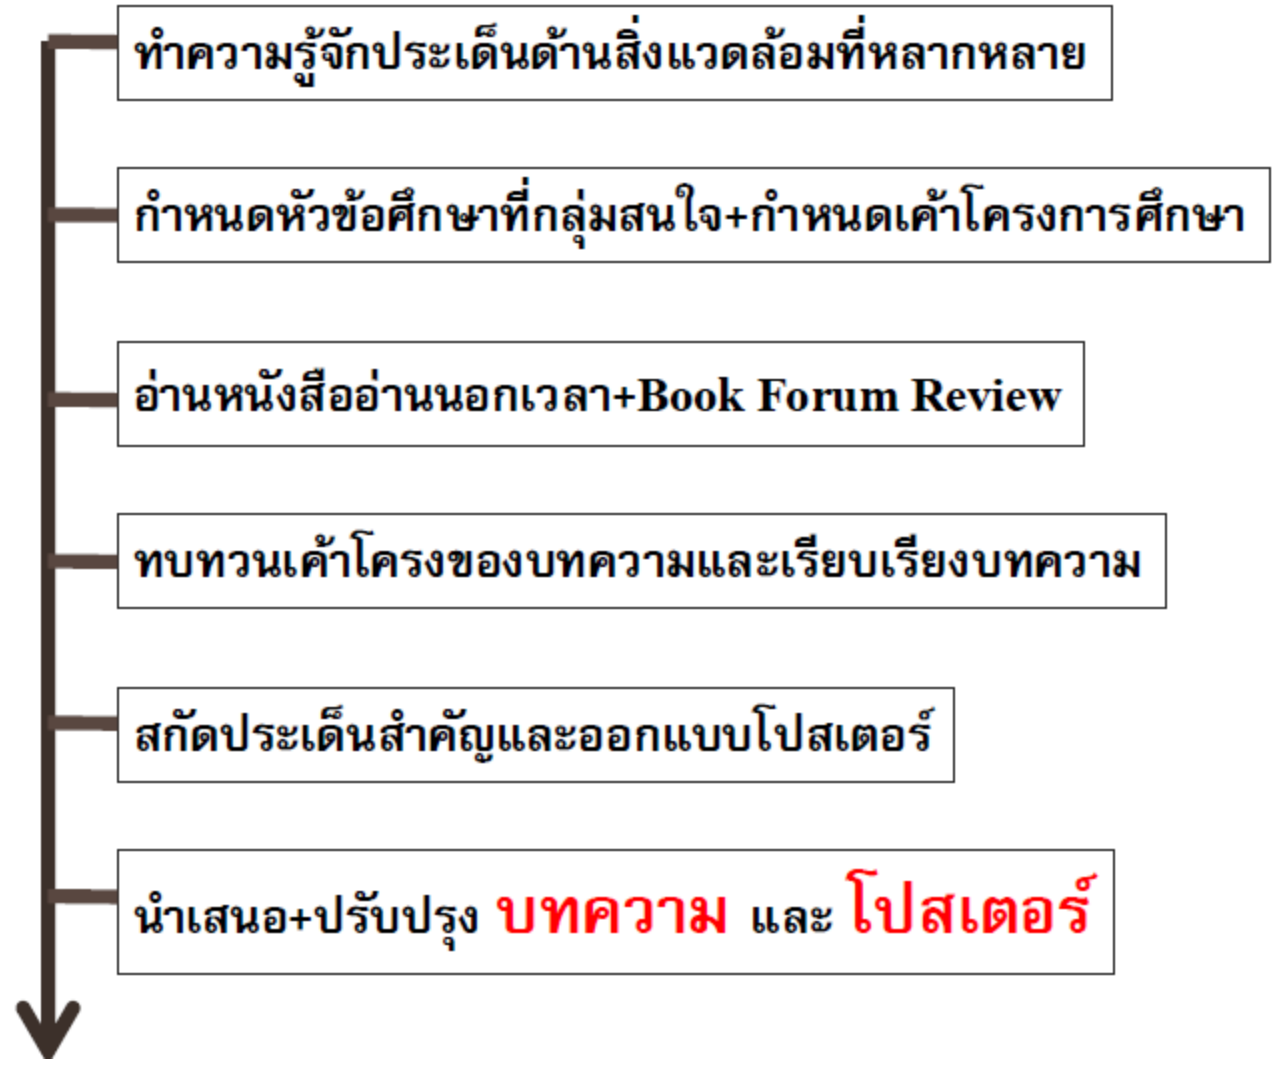 ทำความรู้จักประเด็นด้านสิ่งแวดล้อมที่หลากหลาย
กำหนดหัวข้อศึกษาที่กลุ่มสนใจ+กำหนดเค้าโครงการศึกษา
อ่านหนังสืออ่านนอกเวลา+Book Forum Review
ทบทวนเค้าโครงของบทความและเรียบเรียงบทความ
สกัดประเด็นสำคัญและออกแบบโปสเตอร์
นำเสนอ+ปรับปรุง บทความ และ โปสเตอร์